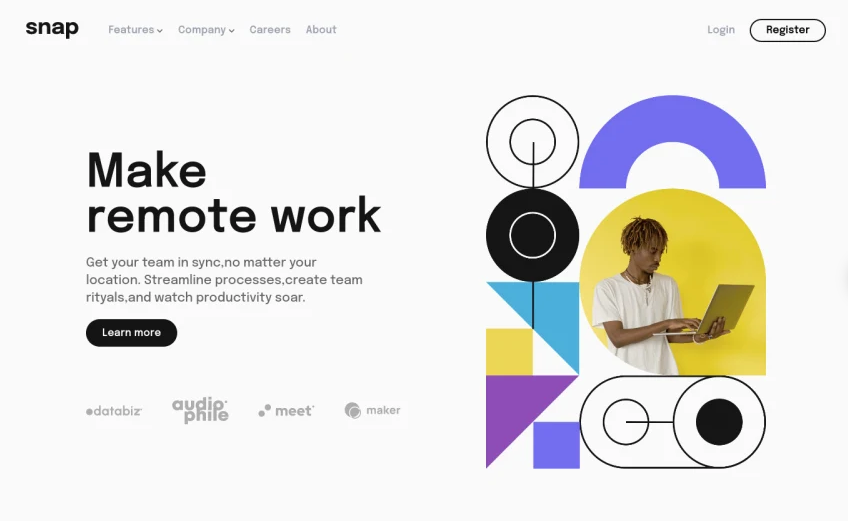 snap Features Company Careers About Login Register
Make
remote work
Get your team in sync,no matter your
location. Streamline processes,create team
rityals,and watch productivity soar.
Learn more
databiz audiophile meet maker